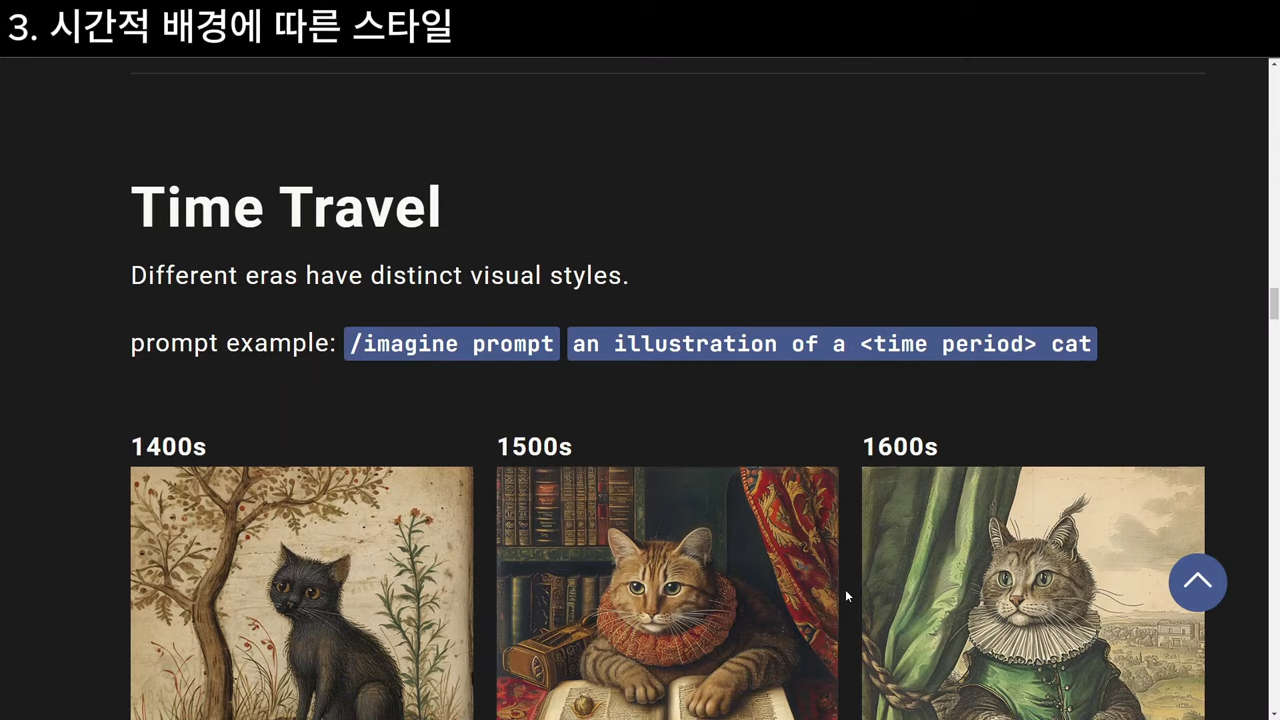 3. 시간적 배경에 따른 스타일
Time Travel
Different eras have distinct visual styles.
prompt example: /imagine prompt an illustration of a <time period> cat
1400s 1500s 1600s